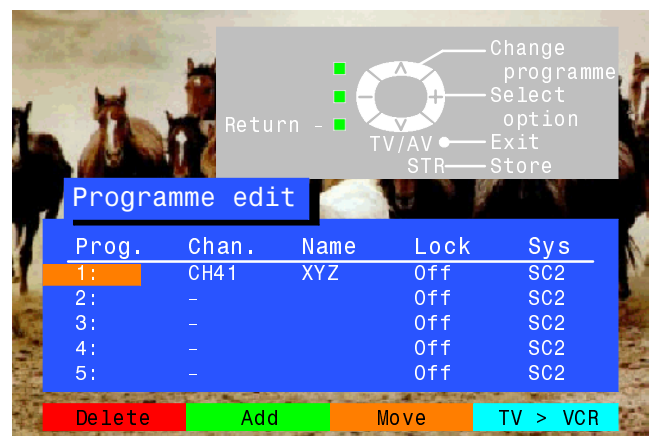 Change
programme
Select
option
Return -
TV/AV
Exit
STR
Store
Programme edit
Prog. Chan. Name Lock Sys
1: CH41 XYZ Off SC2
2: - Off SC2
3: - Off SC2
4: - Off SC2
5: - Off SC2
Delete Add Move TV > VCR